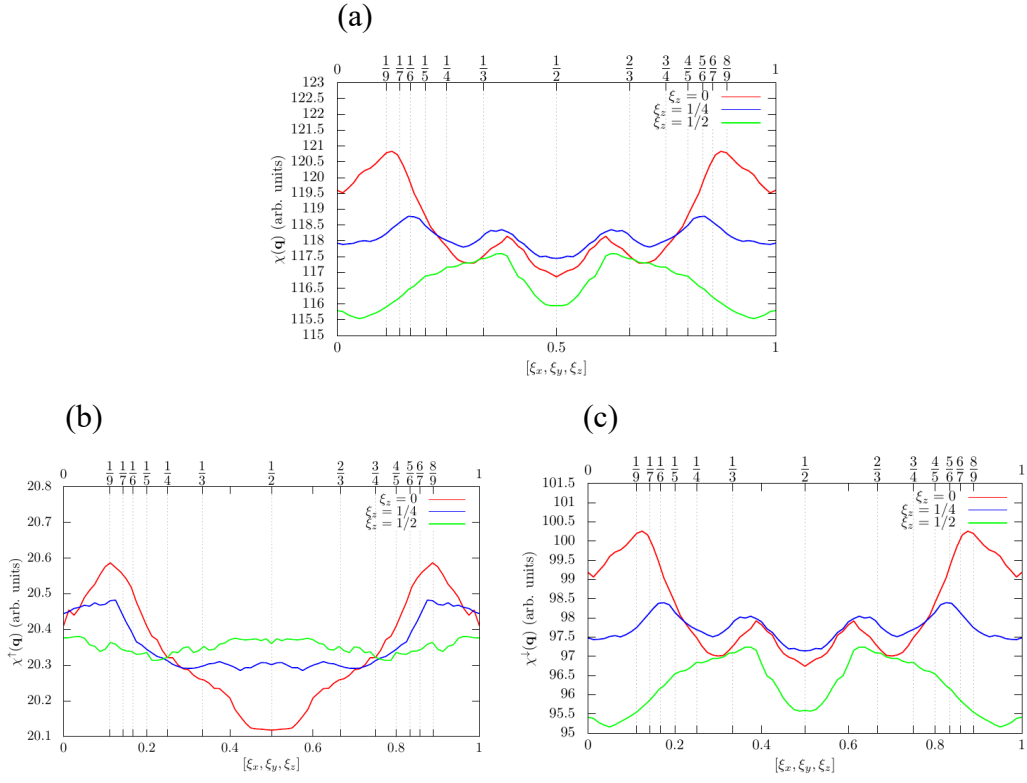 (a)
0 1/9 1/7 1/6 1/5 1/4 1/3 1/2 2/3 3/4 4/5 5/6 6/7 8/9 1
123
122.5
122
121.5
121
120.5
120
119.5
119
118.5
118
117.5
117
116.5
116
115.5
115
χ(q) (arb. units)
ξz = 0
ξz = 1/4
ξz = 1/2
0 0.5 1
[ξx, ξy, ξz]
(b)
0 1/9 1/7 1/6 1/5 1/4 1/3 1/2 2/3 3/4 4/5 5/6 6/7 8/9 1
20.8
20.7
20.6
20.5
20.4
20.3
20.2
20.1
χ↑(q) (arb. units)
ξz = 0
ξz = 1/4
ξz = 1/2
0 0.2 0.4 0.6 0.8 1
[ξx, ξy, ξz]
(c)
0 1/9 1/7 1/6 1/5 1/4 1/3 1/2 2/3 3/4 4/5 5/6 6/7 8/9 1
101.5
101
100.5
100
99.5
99
98.5
98
97.5
97
96.5
96
95.5
95
χ↓(q) (arb. units)
ξz = 0
ξz = 1/4
ξz = 1/2
0 0.2 0.4 0.6 0.8 1
[ξx, ξy, ξz]